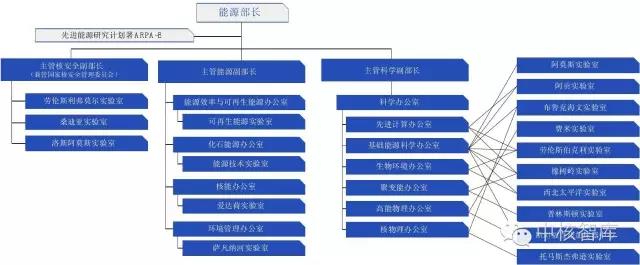 能源部长
先进能源研究计划署ARPA-E
主管核安全副部长
（兼管国家核安全管理委员会）
劳伦斯利弗莫尔实验室
桑迪亚实验室
洛斯阿莫斯实验室
主管能源副部长
能源效率与可再生能源办公室
可再生能源实验室
化石能源办公室
能源技术实验室
核能办公室
爱达荷实验室
环境管理办公室
萨凡纳河实验室
主管科学副部长
科学办公室
先进计算办公室
基础能源科学办公室
生物环境办公室
聚变能办公室
高能物理办公室
核物理办公室
阿莫斯实验室
阿贡实验室
布鲁克海文实验室
费米实验室
劳伦斯伯克利实验室
橡树岭实验室
西北太平洋实验室
普林斯顿实验室
托马斯杰弗逊实验室
中核智库